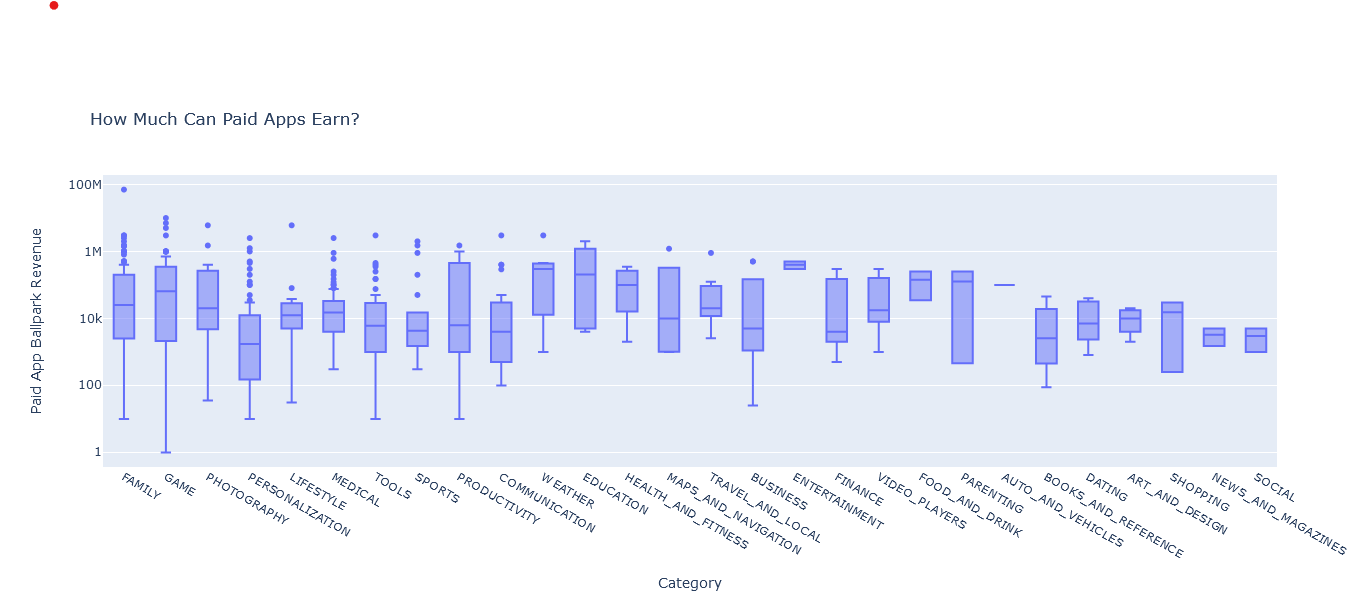 How Much Can Paid Apps Earn?
Paid App Ballpark Revenue
100M
1M
10k
100
1
FAMILY
GAME
PHOTOGRAPHY
PERSONALIZATION
LIFESTYLE
MEDICAL
TOOLS
SPORTS
PRODUCTIVITY
COMMUNICATION
WEATHER
EDUCATION
HEALTH_AND_FITNESS
MAPS_AND_NAVIGATION
TRAVEL_AND_LOCAL
BUSINESS
ENTERTAINMENT
FINANCE
VIDEO_PLAYERS
FOOD_AND_DRINK
PARENTING
AUTO_AND_VEHICLES
BOOKS_AND_REFERENCE
DATING
ART_AND_DESIGN
SHOPPING
NEWS_AND_MAGAZINES
SOCIAL
Category